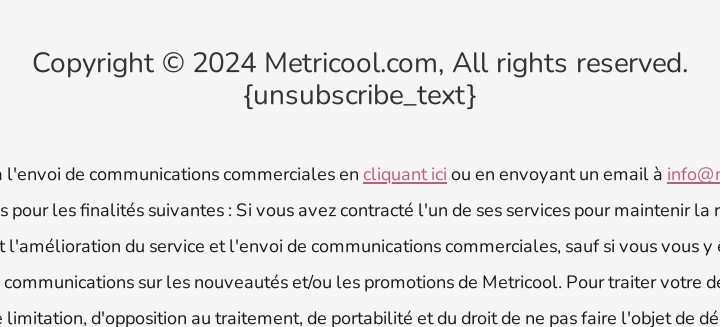 Copyright © 2024 Metricool.com, All rights reserved.
{unsubscribe_text}
l'envoi de communications commerciales en cliquant ici ou en envoyant un email à info@
pour les finalités suivantes : Si vous avez contracté l'un de ses services pour maintenir la
l'amélioration du service et l'envoi de communications commerciales, sauf si vous vous y
communications sur les nouveautés et/ou les promotions de Metricool. Pour traiter votre
limitation, d'opposition au traitement, de portabilité et du droit de ne pas faire l'objet de